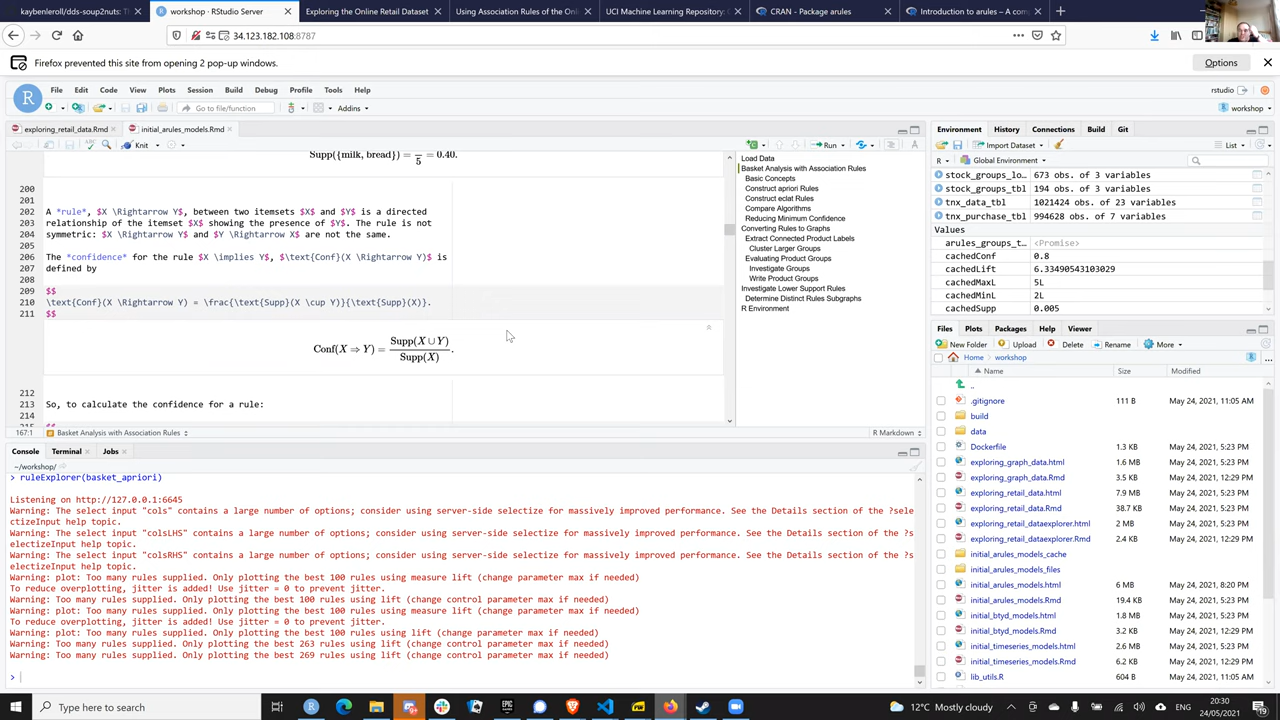 kaybenleroll/dds-soup2nuts: T
workshop · RStudio Server
Exploring the Online Retail Dataset
Using Association Rules of the Onli
UCI Machine Learning Repository:
CRAN - Package arules
Introduction to arules – A comp
34.123.182.108:8787
Firefox prevented this site from opening 2 pop-up windows.
Options
File Edit Code View Plots Session Build Debug Profile Tools Help
rstudio
Go to file/function
Addins
workshop
exploring_retail_data.Rmd
initial_arules_models.Rmd
Knit
Run
Supp({milk, bread}) = — = 0.40.
5
200
201
202 A *rule*, $X \Rightarrow Y$, between two itemsets $X$ and $Y$ is a directed
203 relationship of the itemset $X$ showing the presence of $Y$. The rule is not
204 symmetric: $X \Rightarrow Y$ and $Y \Rightarrow X$ are not the same.
205
206 The *confidence* for the rule $X \implies Y$, $\text{Conf}(X \Rightarrow Y)$ is
207 defined by
208
209 $$
210 \text{Conf}(X \Rightarrow Y) = \frac{\text{Supp}(X \cup Y)}{\text{Supp}(X)}.
211 $$
Conf(X ⇒ Y) = Supp(X ∪ Y)
Supp(X) .
212
213 So, to calculate the confidence for a rule:
214
215 $$
167:1
Basket Analysis with Association Rules
R Markdown
Load Data
Basket Analysis with Association Rules
Basic Concepts
Construct apriori Rules
Construct eclat Rules
Compare Algorithms
Reducing Minimum Confidence
Converting Rules to Graphs
Extract Connected Product Labels
Cluster Larger Groups
Evaluating Product Groups
Investigate Groups
Write Product Groups
Investigate Lower Support Rules
Determine Distinct Rules Subgraphs
R Environment
Console Terminal Jobs
~/workshop/
> ruleExplorer(basket_apriori)
Listening on http://127.0.0.1:6645
Warning: The select input "cols" contains a large number of options; consider using server-side selectize for massively improved performance. See the Details section of the ?sel
ectizeInput help topic.
Warning: The select input "colsLHS" contains a large number of options; consider using server-side selectize for massively improved performance. See the Details section of the ?s
electizeInput help topic.
Warning: The select input "colsRHS" contains a large number of options; consider using server-side selectize for massively improved performance. See the Details section of the ?s
electizeInput help topic.
Warning: plot: Too many rules supplied. Only plotting the best 100 rules using measure lift (change parameter max if needed)
To reduce overplotting, jitter is added! Use jitter = 0 to prevent jitter.
Warning: Too many rules supplied. Only plotting the best 100 rules using lift (change control parameter max if needed)
Warning: plot: Too many rules supplied. Only plotting the best 100 rules using measure lift (change parameter max if needed)
To reduce overplotting, jitter is added! Use jitter = 0 to prevent jitter.
Warning: plot: Too many rules supplied. Only plotting the best 100 rules using lift (change control parameter max if needed)
Warning: Too many rules supplied. Only plotting the best 263 rules using lift (change control parameter max if needed)
Warning: Too many rules supplied. Only plotting the best 269 rules using lift (change control parameter max if needed)
>
Environment History Connections Build Git
Import Dataset
List
R
Global Environment
stock_groups_lo… 673 obs. of 3 variables
stock_groups_tbl 194 obs. of 3 variables
tnx_data_tbl 1021424 obs. of 23 variables
tnx_purchase_tbl 994628 obs. of 7 variables
Values
arules_groups_t… <Promise>
cachedConf 0.8
cachedLift 6.33490543103029
cachedMaxL 5L
cachedMinL 2L
cachedSupp 0.005
Files Plots Packages Help Viewer
New Folder Upload Delete Rename More
Home workshop
Name Size Modified
..
.gitignore 111 B May 24, 2021, 11:05 AM
build
data
Dockerfile 1.3 KB May 24, 2021, 5:23 PM
exploring_graph_data.html 1.6 MB May 24, 2021, 5:23 PM
exploring_graph_data.Rmd 3.5 KB May 24, 2021, 12:29 PM
exploring_retail_data.html 7.9 MB May 24, 2021, 5:23 PM
exploring_retail_data.Rmd 38.7 KB May 24, 2021, 5:23 PM
exploring_retail_dataexplorer.html 2 MB May 24, 2021, 5:23 PM
exploring_retail_dataexplorer.Rmd 2.4 KB May 24, 2021, 12:29 PM
initial_arules_models_cache
initial_arules_models_files
initial_arules_models.html 6 MB May 24, 2021, 8:20 PM
initial_arules_models.Rmd 19.4 KB May 24, 2021, 5:23 PM
initial_btyd_models.html 1.8 MB May 24, 2021, 5:23 PM
initial_btyd_models.Rmd 3.2 KB May 24, 2021, 12:29 PM
initial_timeseries_models.html 2.6 MB May 24, 2021, 5:23 PM
initial_timeseries_models.Rmd 6.2 KB May 24, 2021, 12:29 PM
lib_utils.R 604 B May 24, 2021, 11:05 AM
Type here to search
12°C Mostly cloudy
20:30
24/05/2021